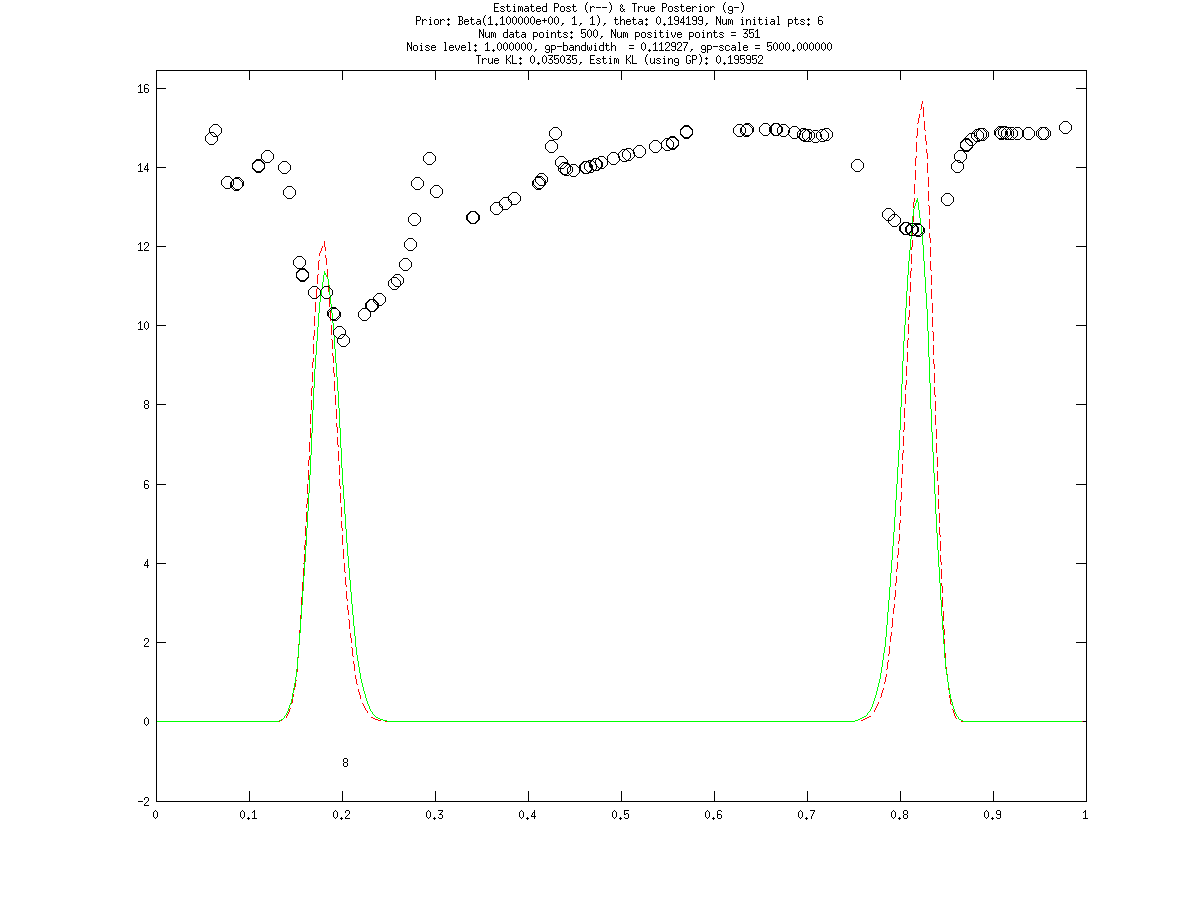 Estimated Post (r--) & True Posterior (g-)
Prior: Beta(1.100000e+00, 1, 1), theta: 0.194199, Num initial pts: 6
Num data points: 500, Num positive points = 351
Noise level: 1.000000, gp-bandwidth  = 0.112927, gp-scale = 5000.000000
True KL: 0.035035, Estim KL (using GP): 0.195952
16
14
12
10
8
6
4
2
0
8
-2
0 0.1 0.2 0.3 0.4 0.5 0.6 0.7 0.8 0.9 1